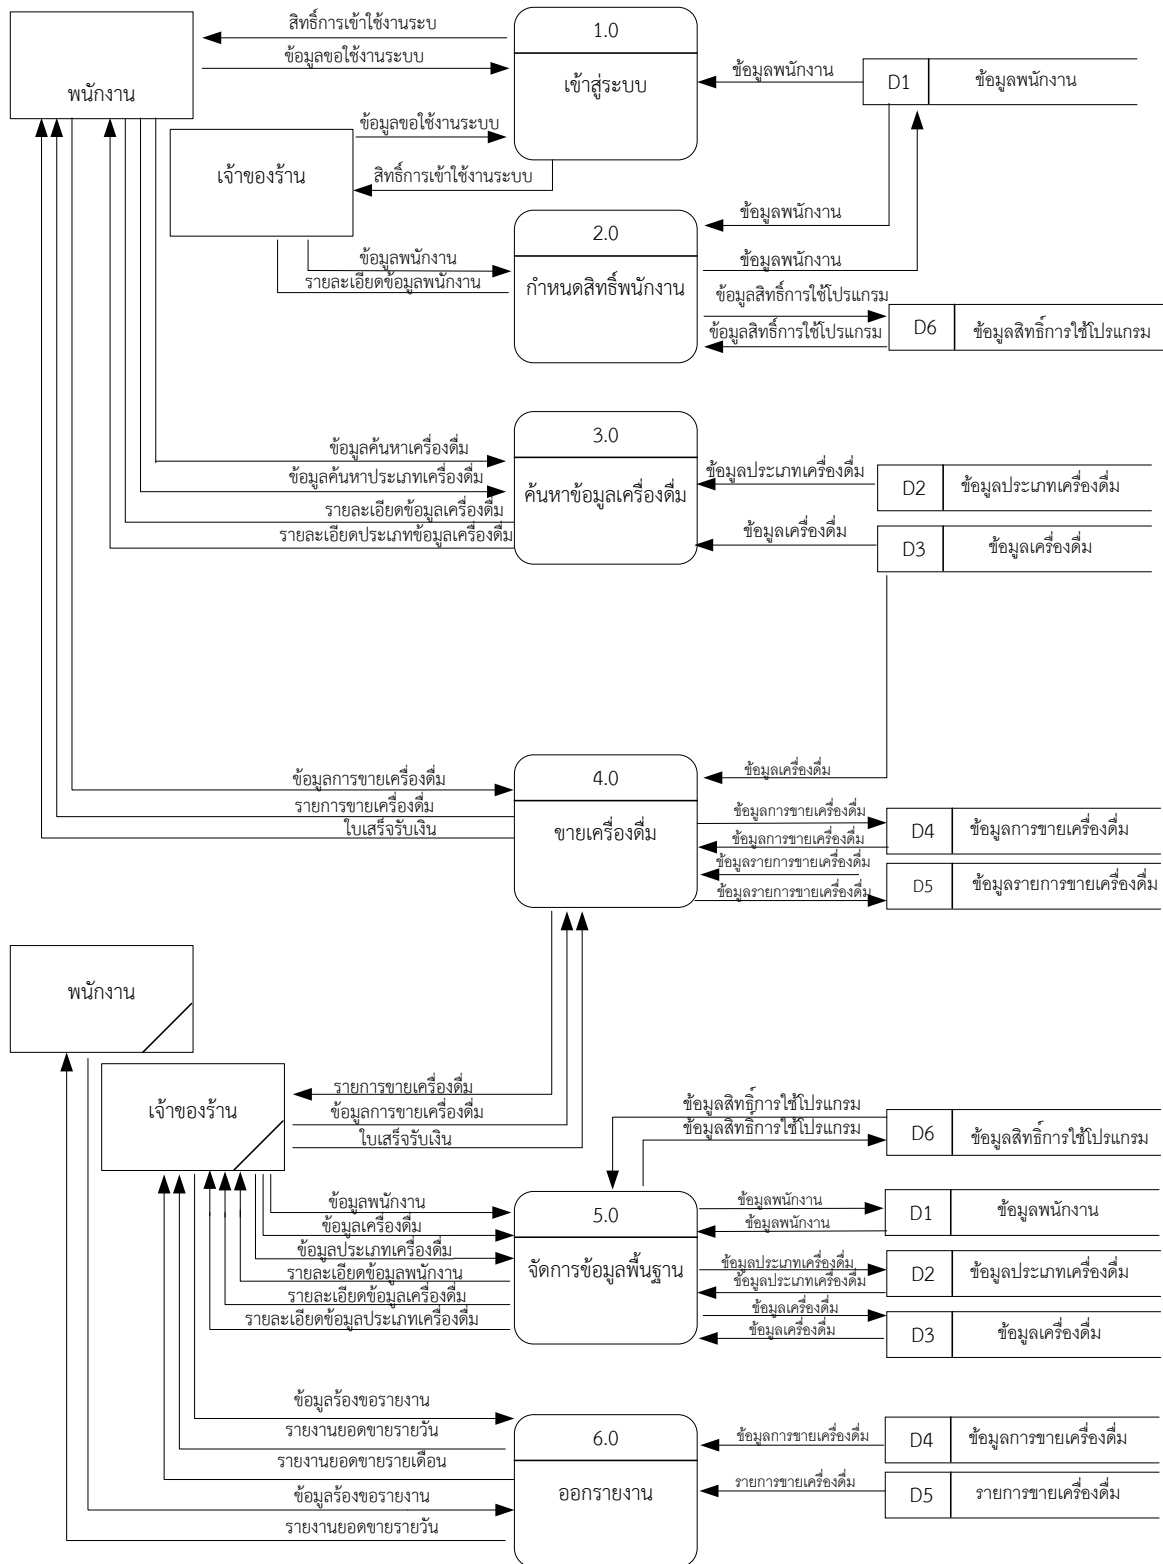 สิทธิ์การเข้าใช้งานระบ
1.0
ข้อมูลขอใช้งานระบบ
ข้อมูลพนักงาน
D1
ข้อมูลพนักงาน
พนักงาน
เข้าสู่ระบบ
ข้อมูลขอใช้งานระบบ
เจ้าของร้าน
สิทธิ์การเข้าใช้งานระบบ
ข้อมูลพนักงาน
2.0
ข้อมูลพนักงาน
ข้อมูลพนักงาน
รายละเอียดข้อมูลพนักงาน
กำหนดสิทธิ์พนักงาน
ข้อมูลสิทธิ์การใช้โปรแกรม
ข้อมูลสิทธิ์การใช้โปรแกรม
D6
ข้อมูลสิทธิ์การใช้โปรแกรม
3.0
ข้อมูลค้นหาเครื่องดื่ม
ข้อมูลค้นหาประเภทเครื่องดื่ม
รายละเอียดข้อมูลเครื่องดื่ม
รายละเอียดประเภทข้อมูลเครื่องดื่ม
ค้นหาข้อมูลเครื่องดื่ม
ข้อมูลประเภทเครื่องดื่ม
D2
ข้อมูลประเภทเครื่องดื่ม
ข้อมูลเครื่องดื่ม
D3
ข้อมูลเครื่องดื่ม
4.0
ข้อมูลเครื่องดื่ม
ข้อมูลการขายเครื่องดื่ม
รายการขายเครื่องดื่ม
ใบเสร็จรับเงิน
ขายเครื่องดื่ม
ข้อมูลการขายเครื่องดื่ม
ข้อมูลการขายเครื่องดื่ม
D4
ข้อมูลการขายเครื่องดื่ม
ข้อมูลรายการขายเครื่องดื่ม
ข้อมูลรายการขายเครื่องดื่ม
D5
ข้อมูลรายการขายเครื่องดื่ม
พนักงาน
เจ้าของร้าน
รายการขายเครื่องดื่ม
ข้อมูลการขายเครื่องดื่ม
ใบเสร็จรับเงิน
ข้อมูลสิทธิ์การใช้โปรแกรม
ข้อมูลสิทธิ์การใช้โปรแกรม
D6
ข้อมูลสิทธิ์การใช้โปรแกรม
5.0
ข้อมูลพนักงาน
ข้อมูลเครื่องดื่ม
ข้อมูลประเภทเครื่องดื่ม
รายละเอียดข้อมูลพนักงาน
รายละเอียดข้อมูลเครื่องดื่ม
รายละเอียดข้อมูลประเภทเครื่องดื่ม
จัดการข้อมูลพื้นฐาน
ข้อมูลพนักงาน
ข้อมูลพนักงาน
D1
ข้อมูลพนักงาน
ข้อมูลประเภทเครื่องดื่ม
ข้อมูลประเภทเครื่องดื่ม
D2
ข้อมูลประเภทเครื่องดื่ม
ข้อมูลเครื่องดื่ม
ข้อมูลเครื่องดื่ม
D3
ข้อมูลเครื่องดื่ม
ข้อมูลร้องขอรายงาน
รายงานยอดขายรายวัน
รายงานยอดขายรายเดือน
ข้อมูลร้องขอรายงาน
รายงานยอดขายรายวัน
6.0
ออกรายงาน
ข้อมูลการขายเครื่องดื่ม
D4
ข้อมูลการขายเครื่องดื่ม
รายการขายเครื่องดื่ม
D5
รายการขายเครื่องดื่ม